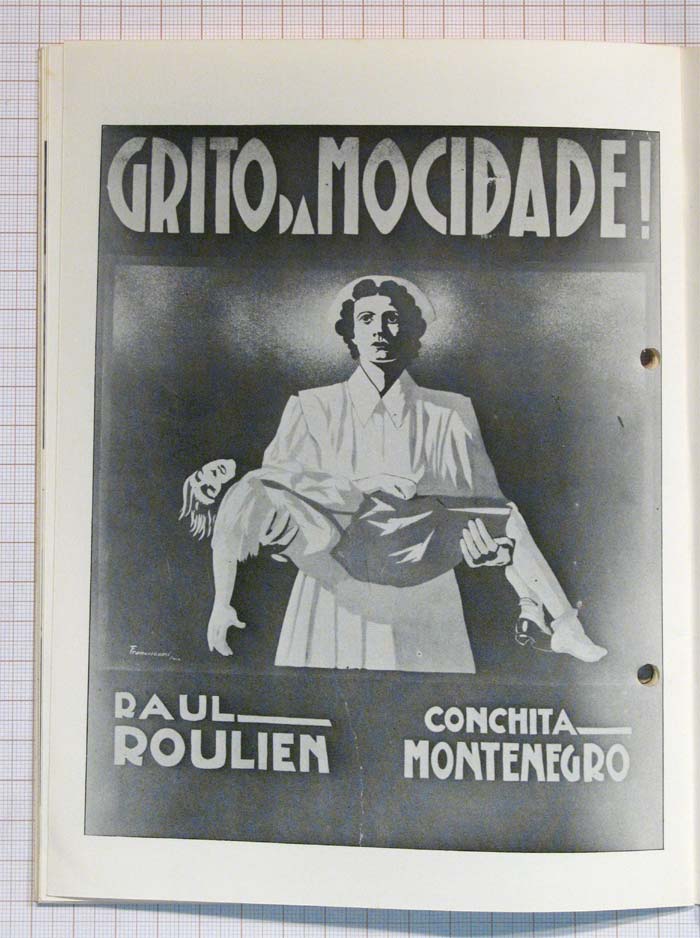 GRITO DA MOCIDADE!
RAUL
ROULIEN
CONCHITA
MONTENEGRO